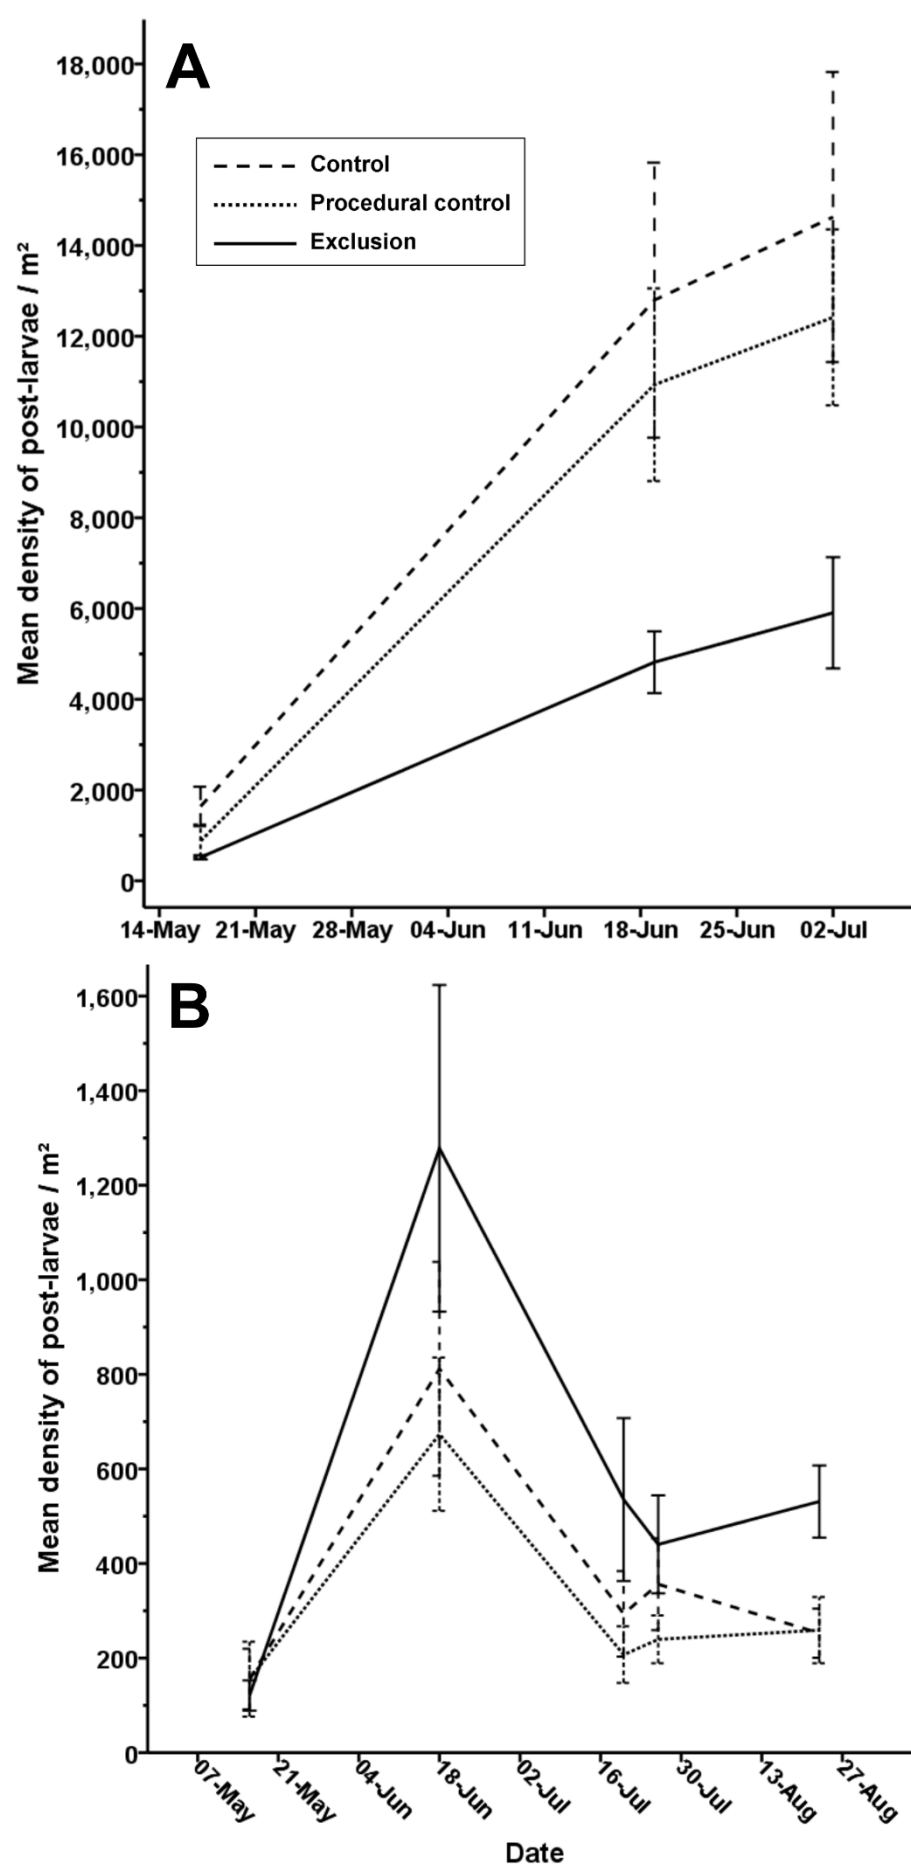 A
18,000
16,000
14,000
12,000
10,000
8,000
6,000
4,000
2,000
0
Mean density of post-larvae / m²
Control
Procedural control
Exclusion
14-May 21-May 28-May 04-Jun 11-Jun 18-Jun 25-Jun 02-Jul
B
1,600
1,400
1,200
1,000
800
600
400
200
0
Mean density of post-larvae / m²
07-May 21-May 04-Jun 18-Jun 02-Jul 16-Jul 30-Jul 13-Aug 27-Aug
Date